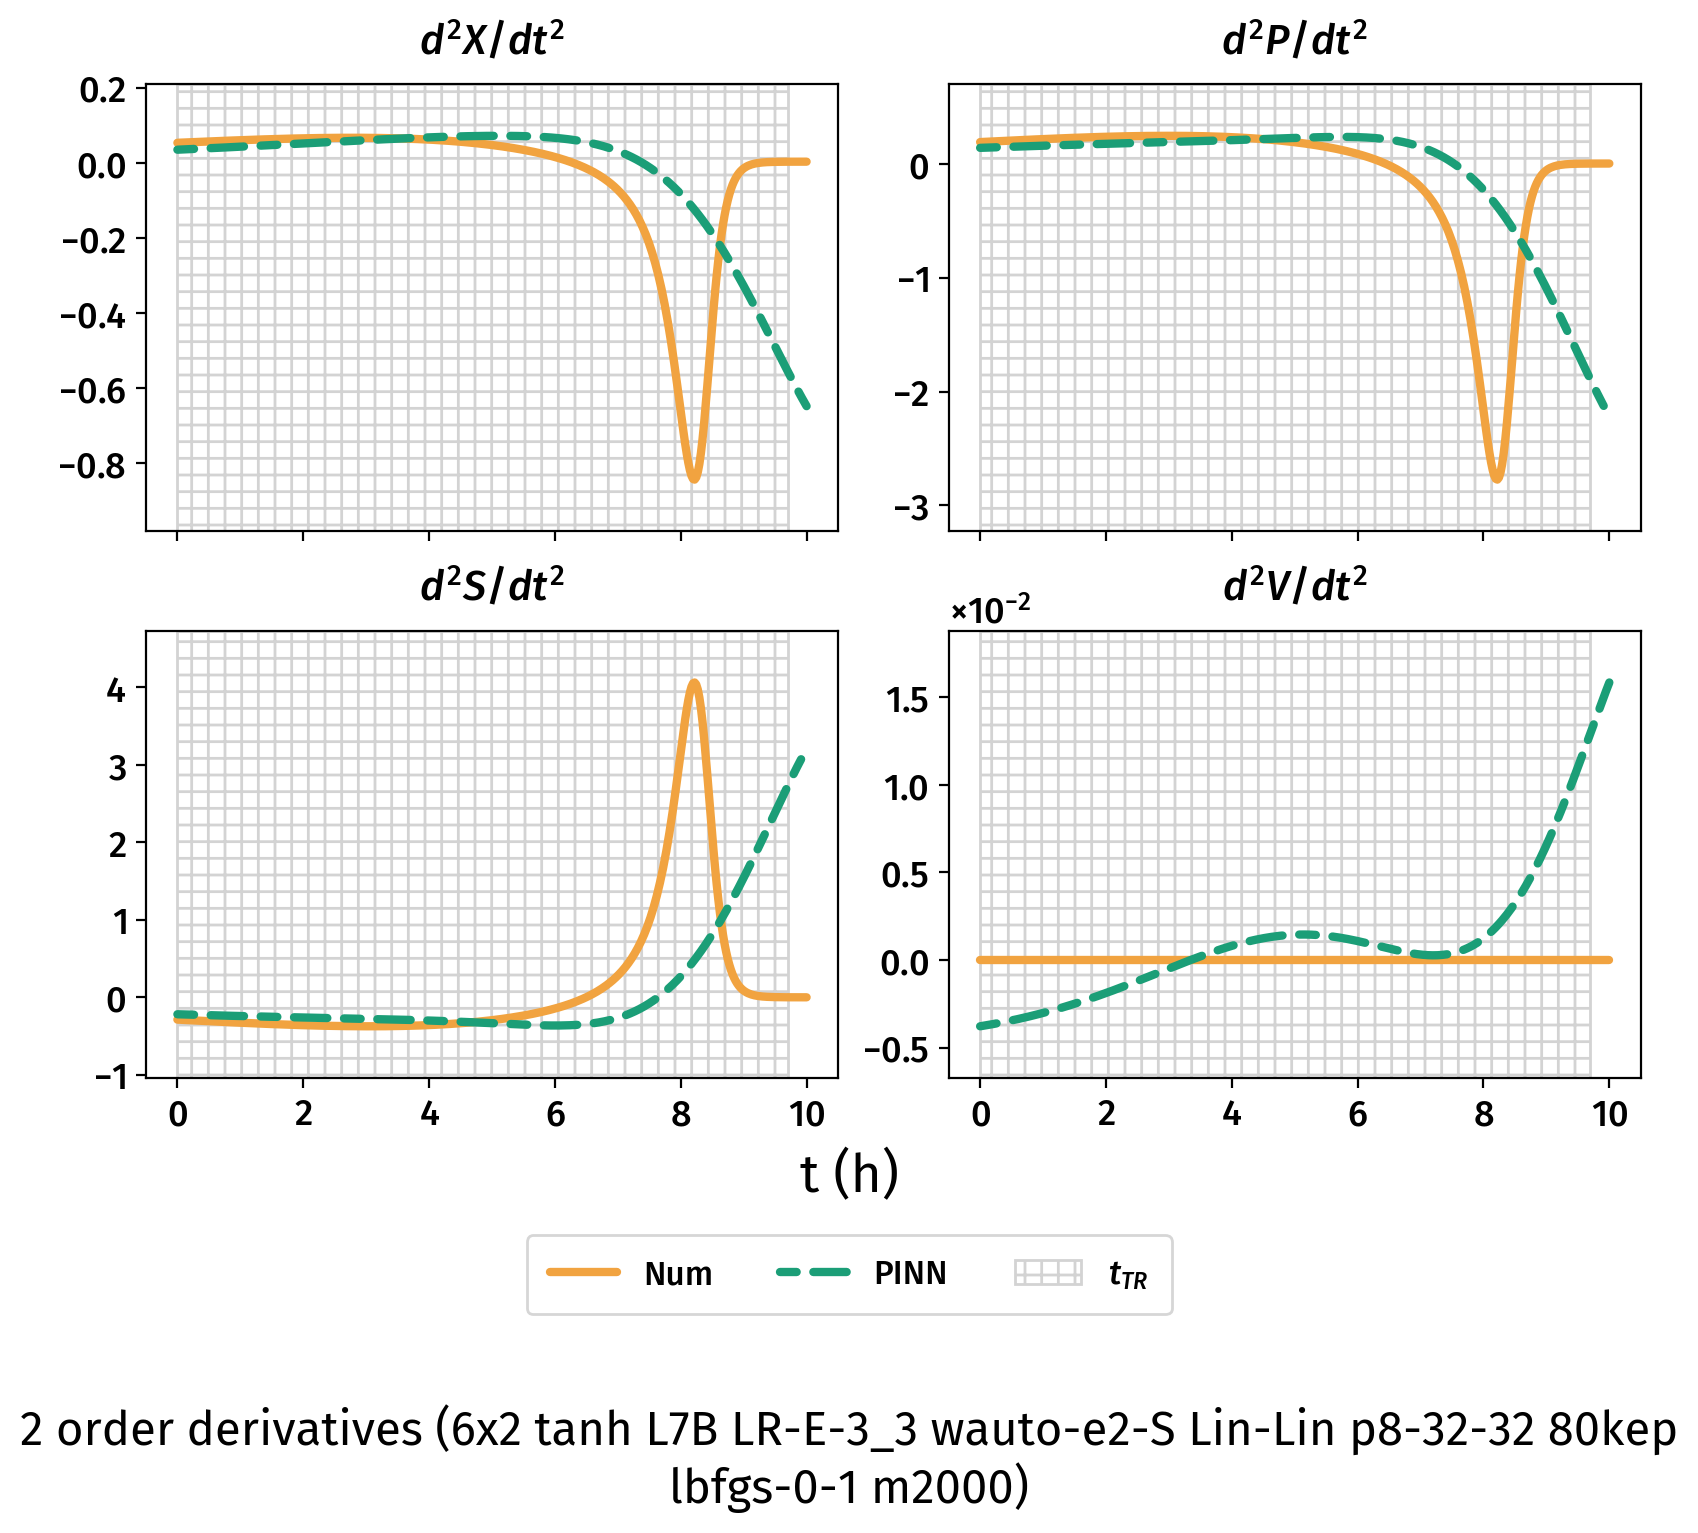 d²X/dt²
d²P/dt²
0.2
0.0
−0.2
−0.4
−0.6
−0.8
0
−1
−2
−3
d²S/dt²
d²V/dt²
×10⁻²
4
3
2
1
0
−1
1.5
1.0
0.5
0.0
−0.5
0 2 4 6 8 10
0 2 4 6 8 10
t (h)
Num PINN t_TR
2 order derivatives (6x2 tanh L7B LR-E-3_3 wauto-e2-S Lin-Lin p8-32-32 80kep
lbfgs-0-1 m2000)